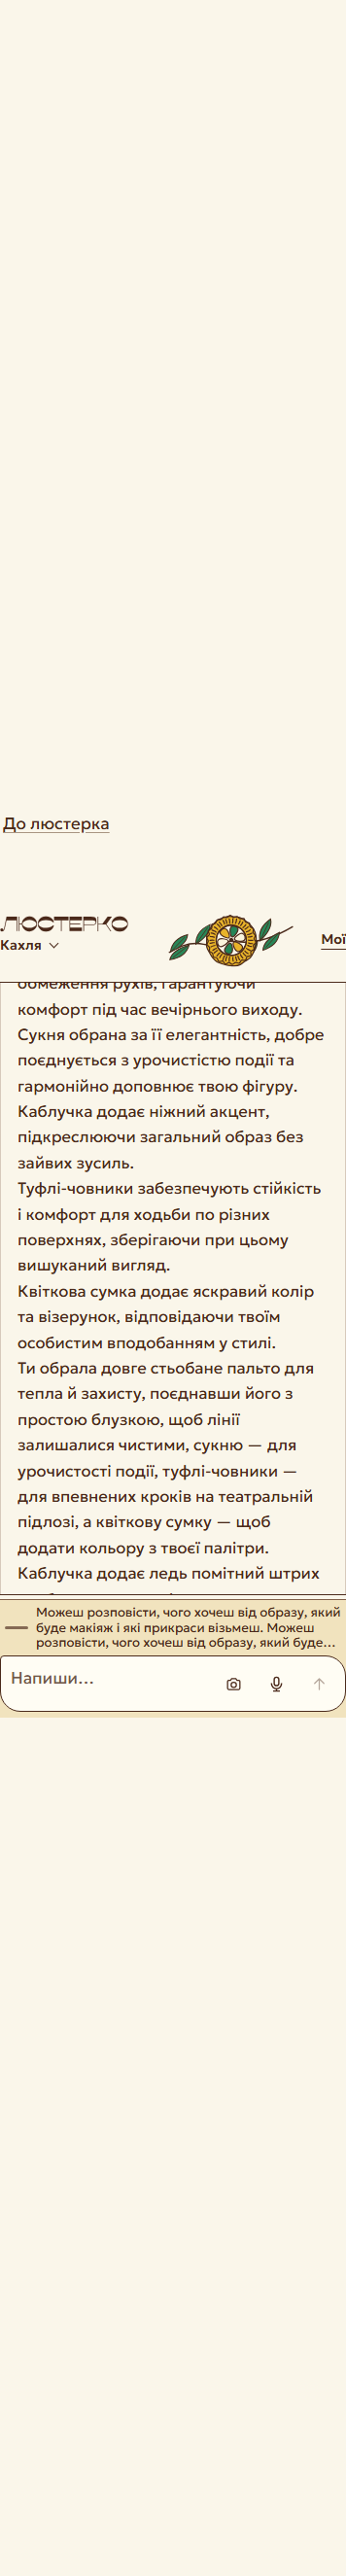 До люстерка
ЛЮСТЕРКО
Кахля
Мої
обмеження рухів, гарантуючи
комфорт під час вечірнього виходу.
Сукня обрана за її елегантність, добре
поєднується з урочистістю події та
гармонійно доповнює твою фігуру.
Каблучка додає ніжний акцент,
підкреслюючи загальний образ без
зайвих зусиль.
Туфлі-човники забезпечують стійкість
і комфорт для ходьби по різних
поверхнях, зберігаючи при цьому
вишуканий вигляд.
Квіткова сумка додає яскравий колір
та візерунок, відповідаючи твоїм
особистим вподобанням у стилі.
Ти обрала довге стьобане пальто для
тепла й захисту, поєднавши його з
простою блузкою, щоб лінії
залишалися чистими, сукню — для
урочистості події, туфлі-човники —
для впевнених кроків на театральній
підлозі, а квіткову сумку — щоб
додати кольору з твоєї палітри.
Каблучка додає ледь помітний штрих
Можеш розповісти, чого хочеш від образу, який
буде макіяж і які прикраси візьмеш. Можеш
розповісти, чого хочеш від образу, який буде…
Напиши…